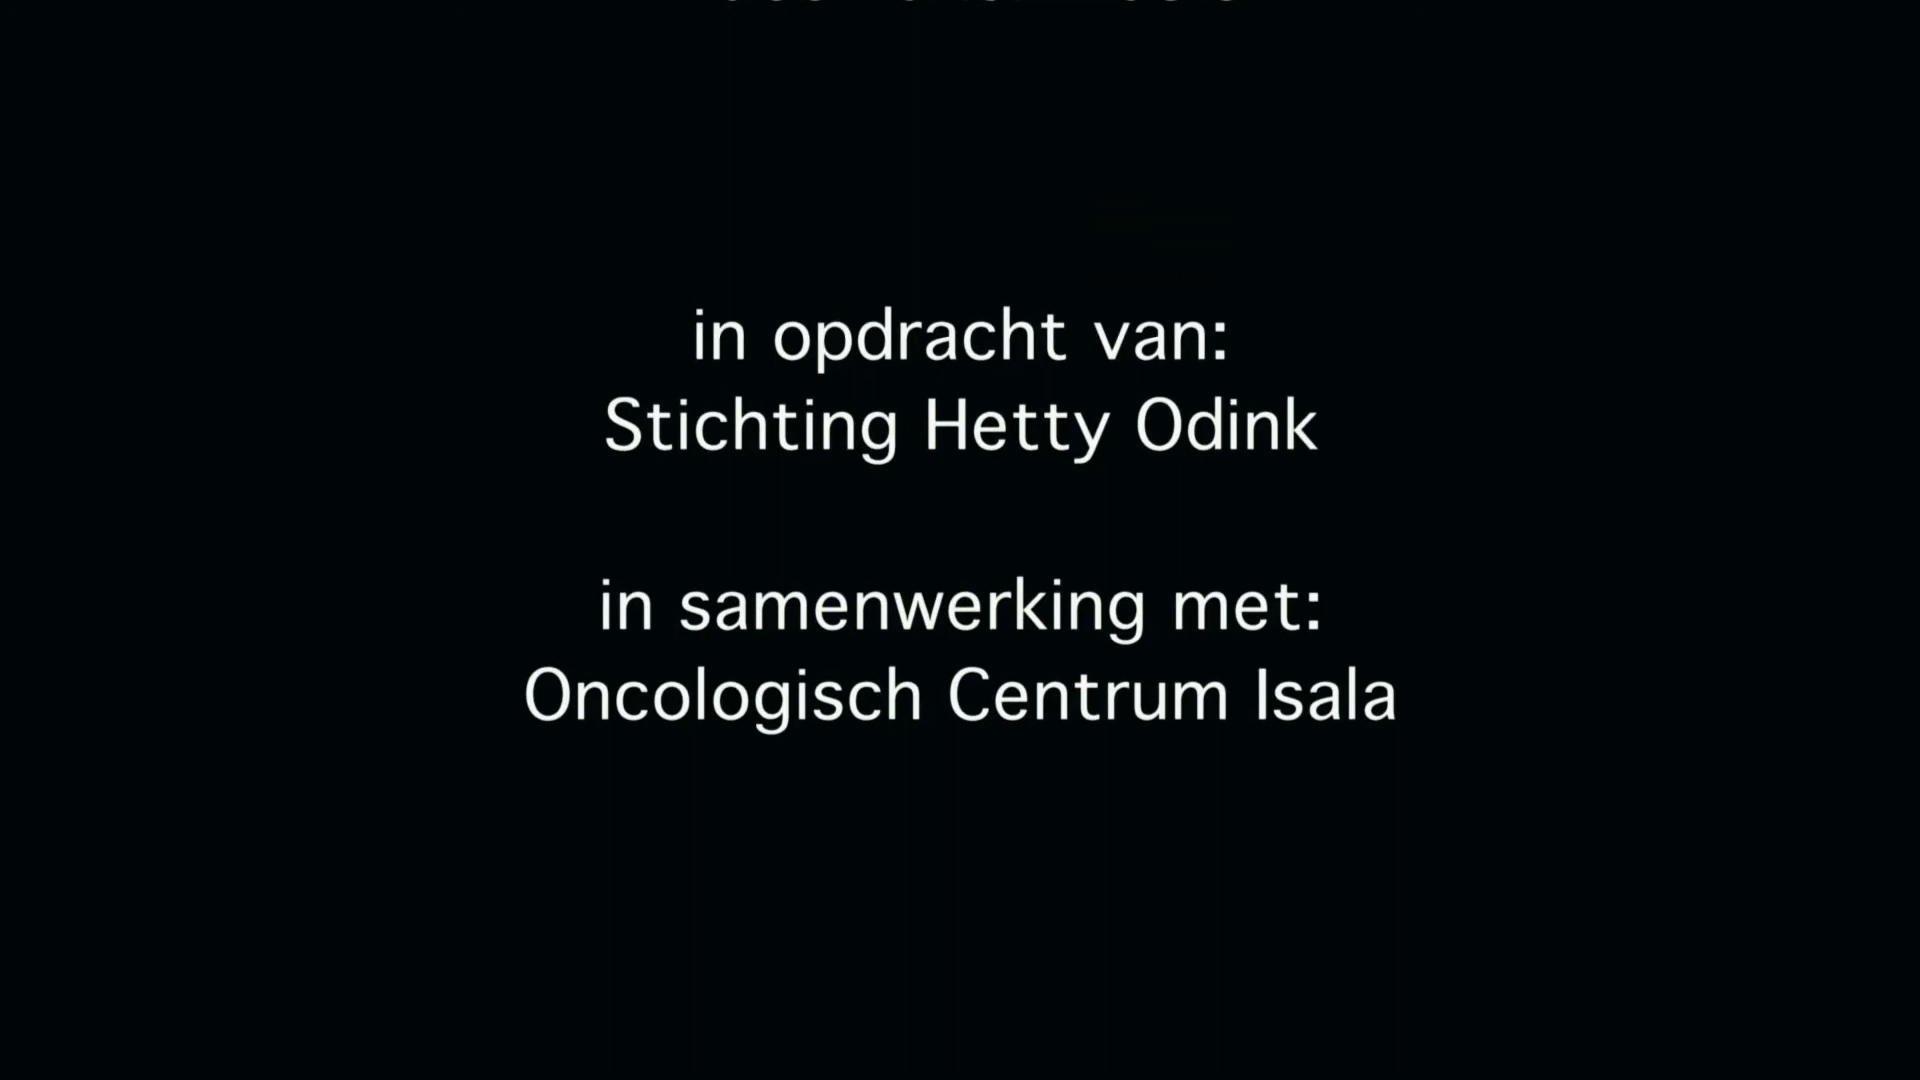 in opdracht van:
Stichting Hetty Odink
in samenwerking met:
Oncologisch Centrum Isala